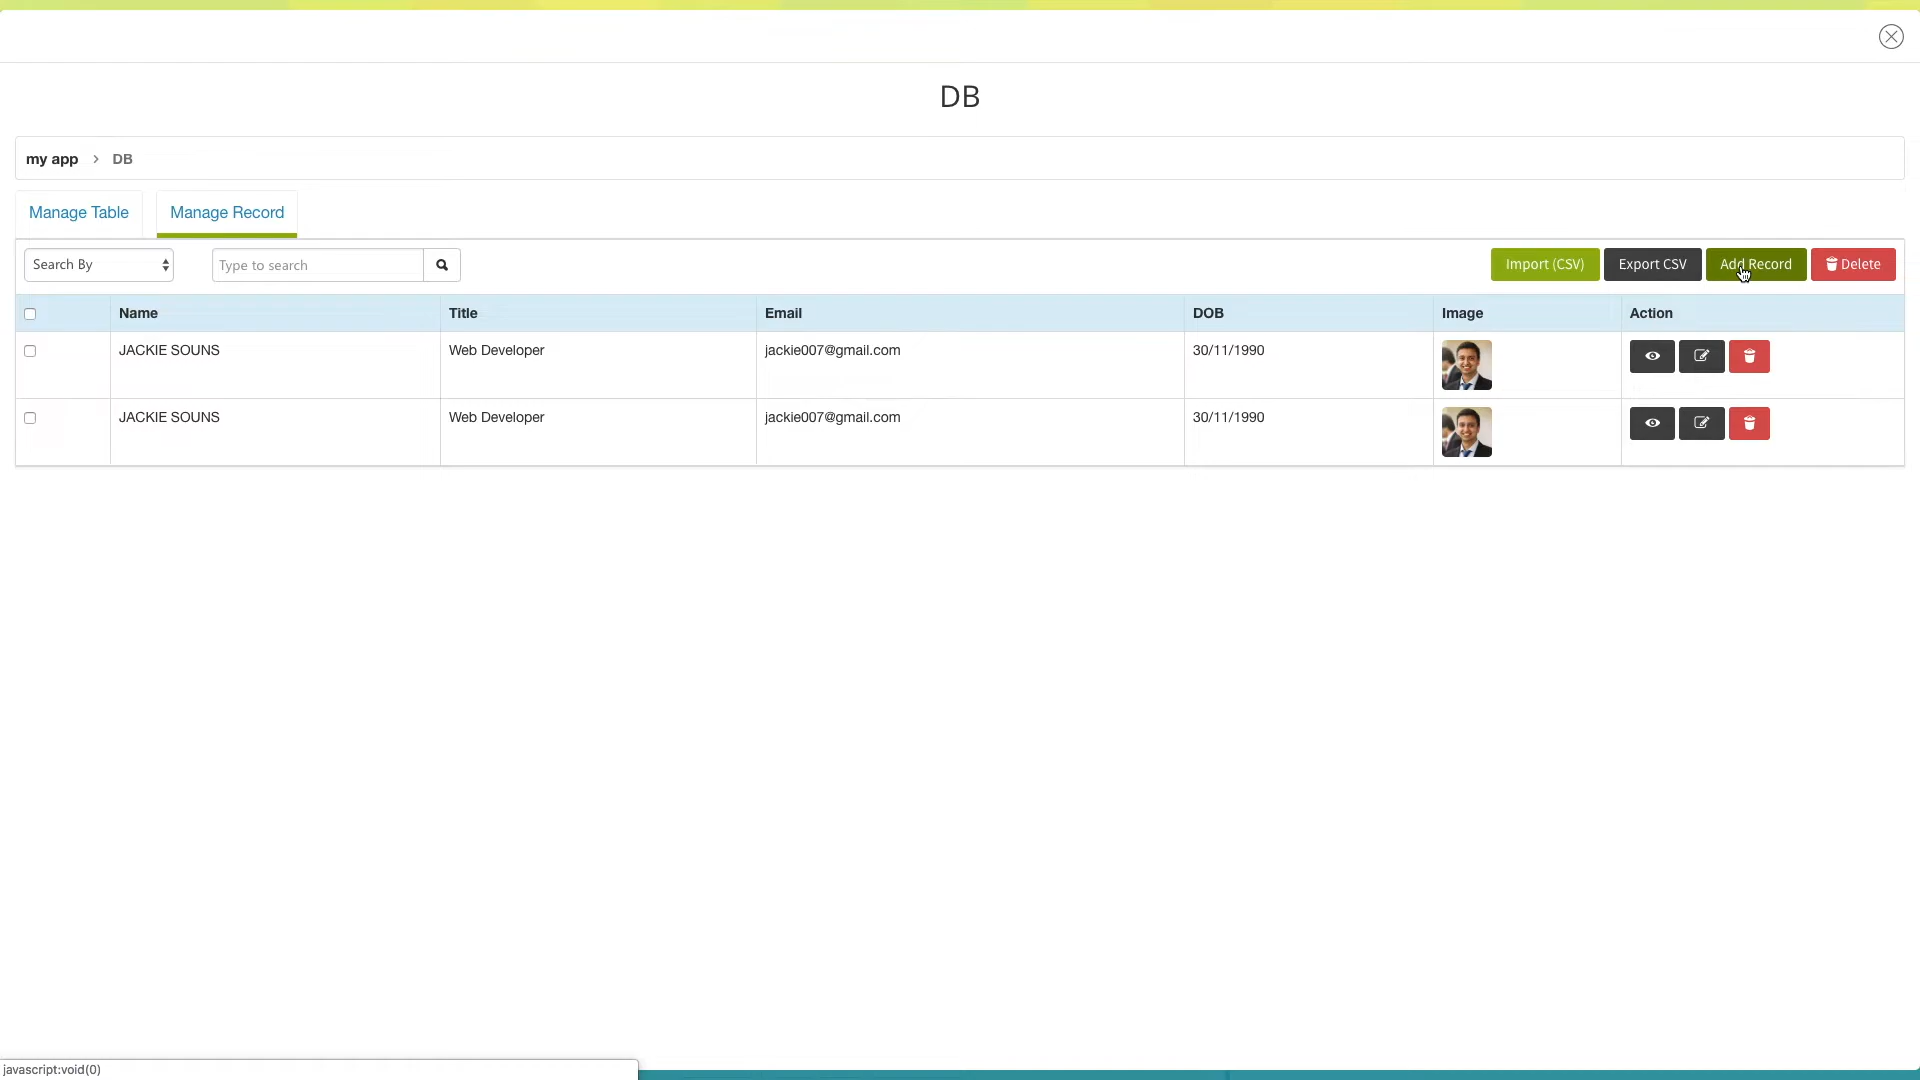 DB
my app > DB
Manage Table Manage Record
Search By Type to search Import (CSV) Export CSV Add Record Delete
Name Title Email DOB Image Action
JACKIE SOUNS Web Developer jackie007@gmail.com 30/11/1990
JACKIE SOUNS Web Developer jackie007@gmail.com 30/11/1990
javascript:void(0)